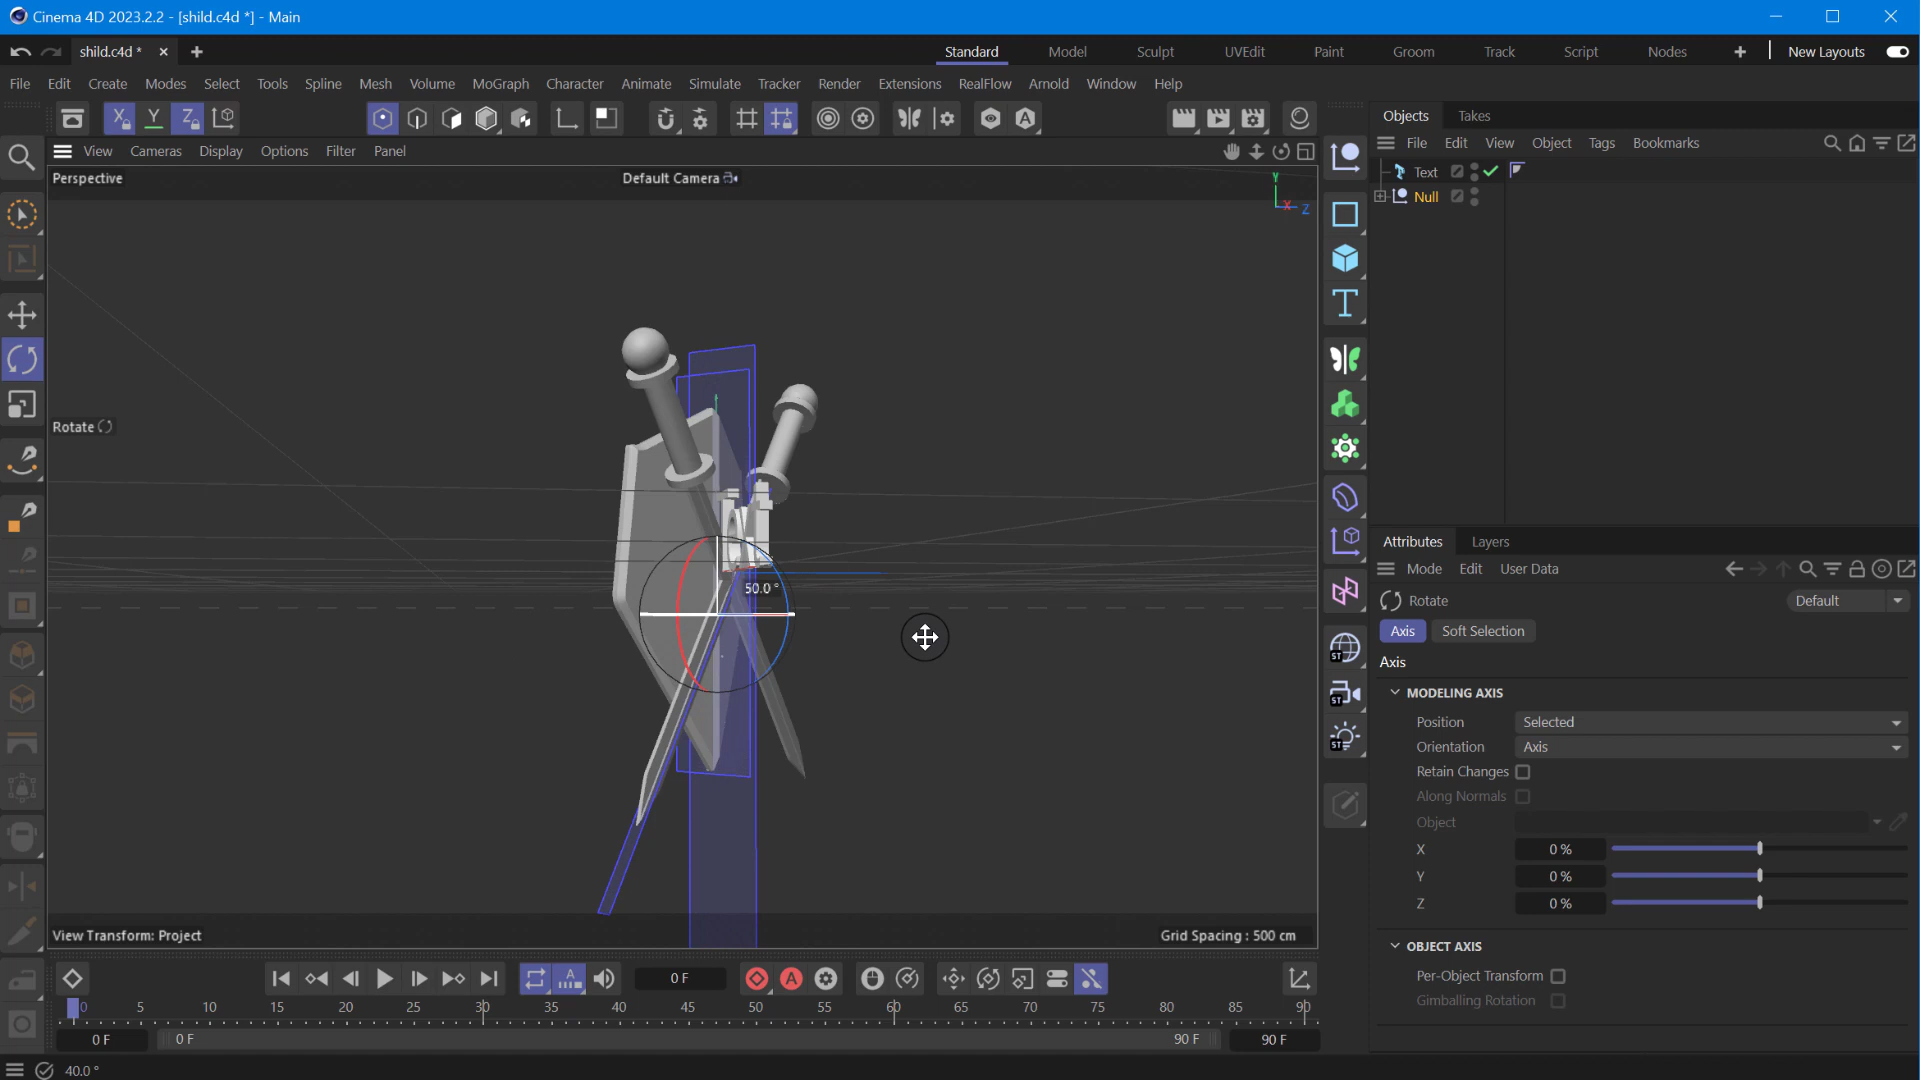 Cinema 4D 2023.2.2 - [shild.c4d *] - Main
shild.c4d *
Standard Model Sculpt UVEdit Paint Groom Track Script Nodes New Layouts
File Edit Create Modes Select Tools Spline Mesh Volume MoGraph Character Animate Simulate Tracker Render Extensions RealFlow Arnold Window Help
X Y Z
Objects Takes
File Edit View Object Tags Bookmarks
View Cameras Display Options Filter Panel
Perspective
Default Camera
Y
X
Z
Text
Null
Rotate
50.0 °
View Transform: Project
Grid Spacing : 500 cm
ST
ST
ST
Attributes Layers
Mode Edit User Data
Rotate
Default
Axis Soft Selection
Axis
MODELING AXIS
Position Selected
Orientation Axis
Retain Changes
Along Normals
Object
X 0 %
Y 0 %
Z 0 %
OBJECT AXIS
Per-Object Transform
Gimballing Rotation
0 F
0 5 10 15 20 25 30 35 40 45 50 55 60 65 70 75 80 85 90
0 F 0 F 90 F 90 F
40.0 °